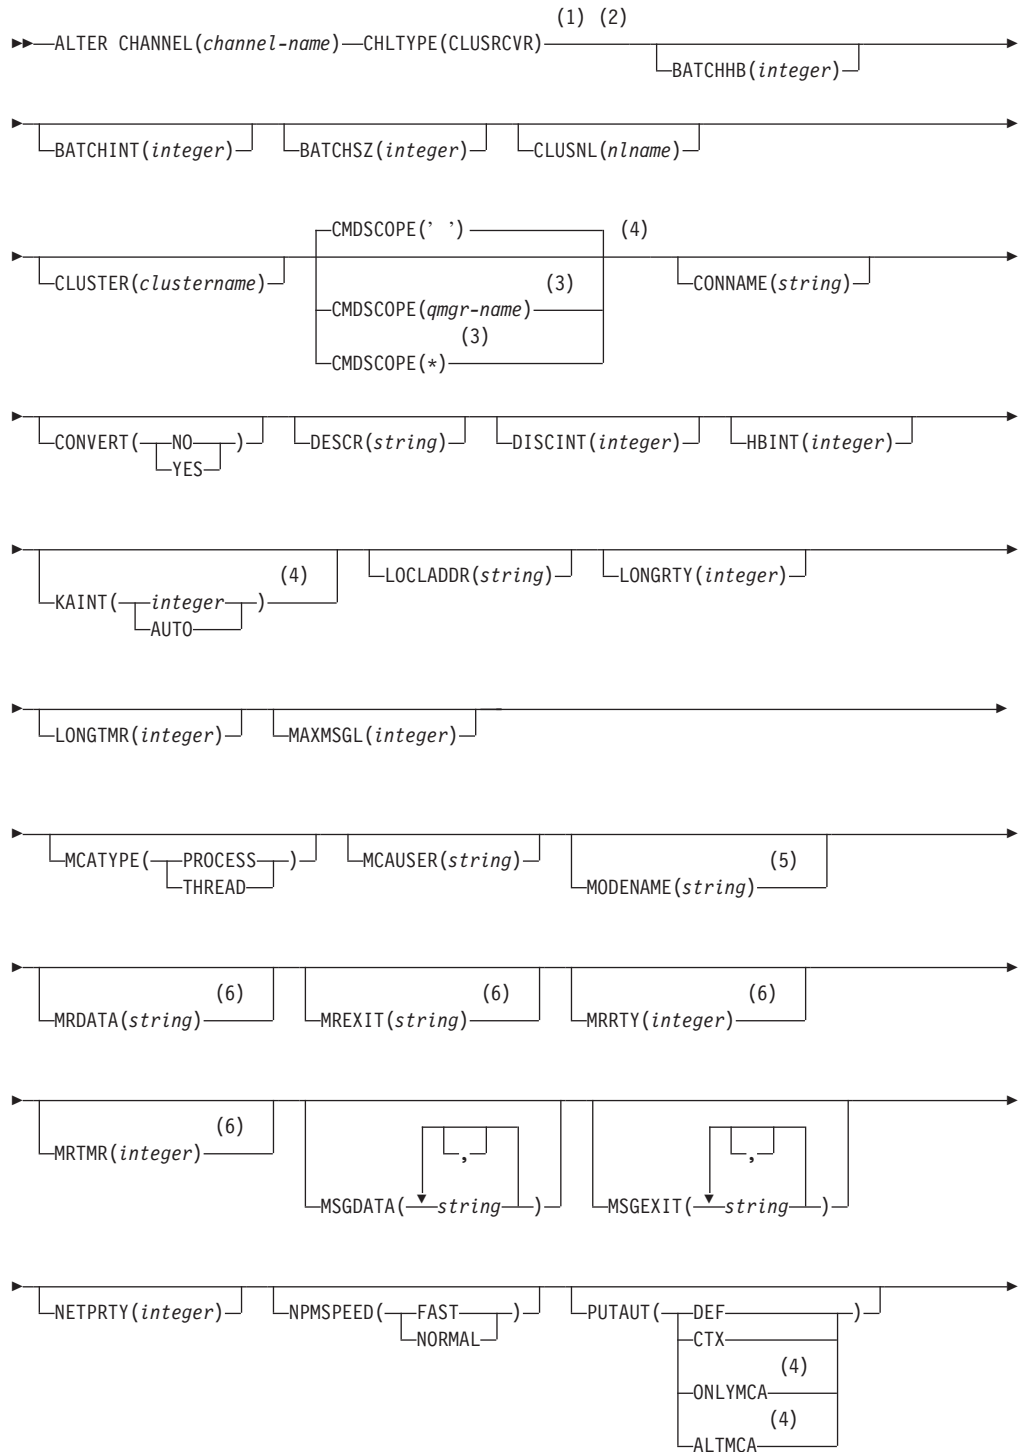 (1) (2)
ALTER CHANNEL(channel-name) CHLTYPE(CLUSRCVR)
BATCHHB(integer)
BATCHINT(integer) BATCHSZ(integer) CLUSNL(nlname)
CMDSCOPE(' ') (4)
CLUSTER(clustername) (3) CONNAME(string)
CMDSCOPE(qmgr-name)
(3)
CMDSCOPE(*)
CONVERT( NO ) DESCR(string) DISCINT(integer) HBINT(integer)
YES
(4) LOCLADDR(string) LONGRTY(integer)
KAINT( integer )
AUTO
LONGTMR(integer) MAXMSGL(integer)
MCATYPE( PROCESS ) MCAUSER(string) (5)
THREAD MODENAME(string)
(6) (6) (6)
MRDATA(string) MREXIT(string) MRRTY(integer)
(6)
MRTMR(integer) , ,
MSGDATA( string ) MSGEXIT( string )
NETPRTY(integer) NPMSPEED( FAST ) PUTAUT( DEF )
NORMAL CTX
(4)
ONLYMCA
(4)
ALTMCA